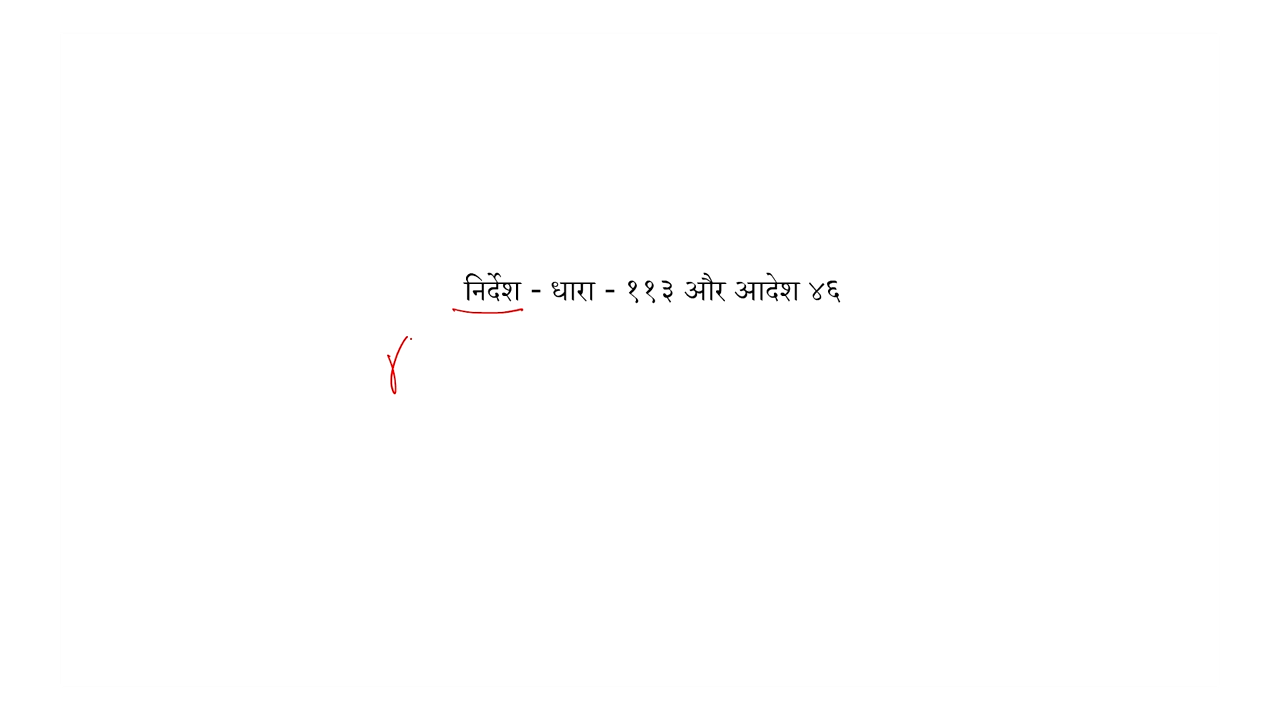 निर्देश - धारा - ११३ और आदेश ४६